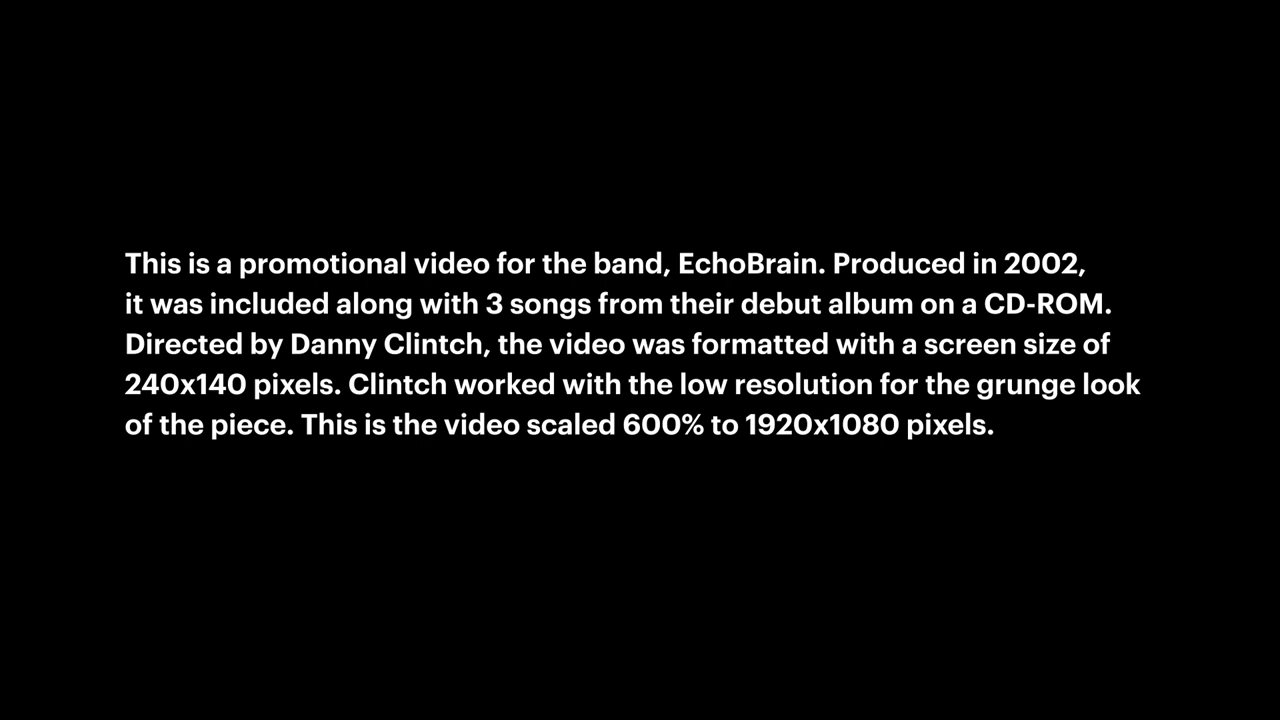 This is a promotional video for the band, EchoBrain. Produced in 2002,
it was included along with 3 songs from their debut album on a CD-ROM.
Directed by Danny Clintch, the video was formatted with a screen size of
240x140 pixels. Clintch worked with the low resolution for the grunge look
of the piece. This is the video scaled 600% to 1920x1080 pixels.